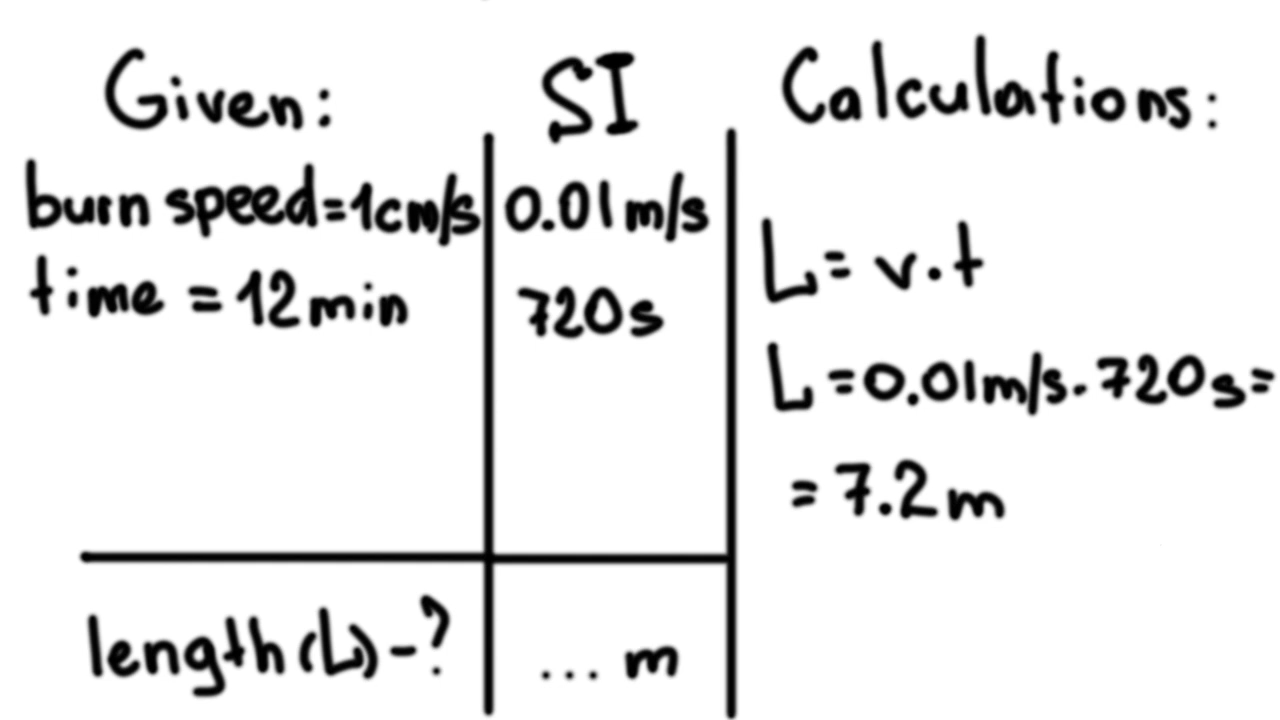 Given:
burn speed=1cm/s
time =12min
length(L)-?
SI
0.01m/s
720s
... m
Calculations:
L= v.t
L=0.01m/s.720s=
=7.2m